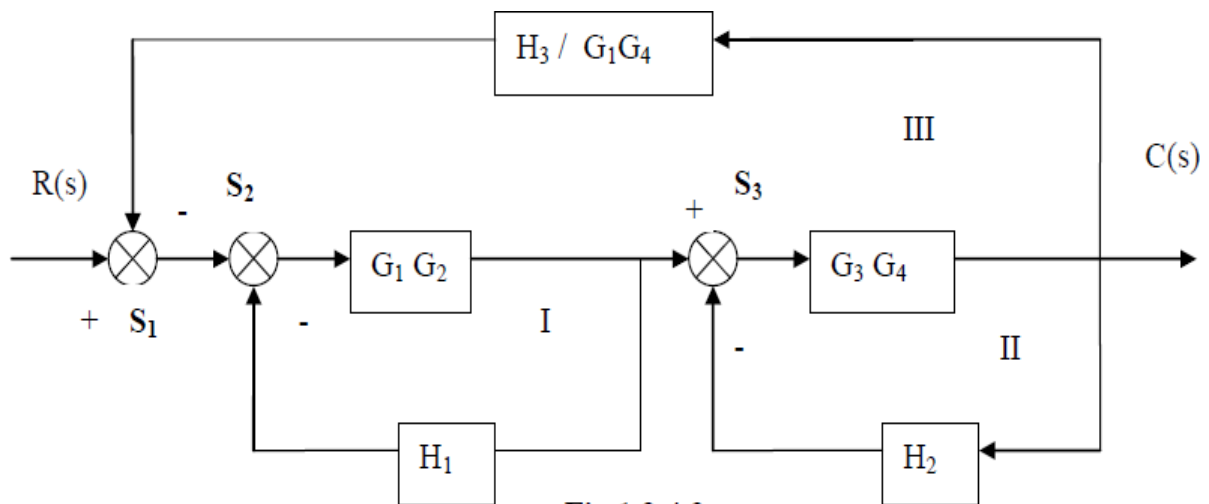 H₃ / G₁G₄
III
C(s)
R(s)
-
S₂
+
S₃
G₁ G₂
G₃ G₄
+
S₁
-
I
-
II
H₁
H₂